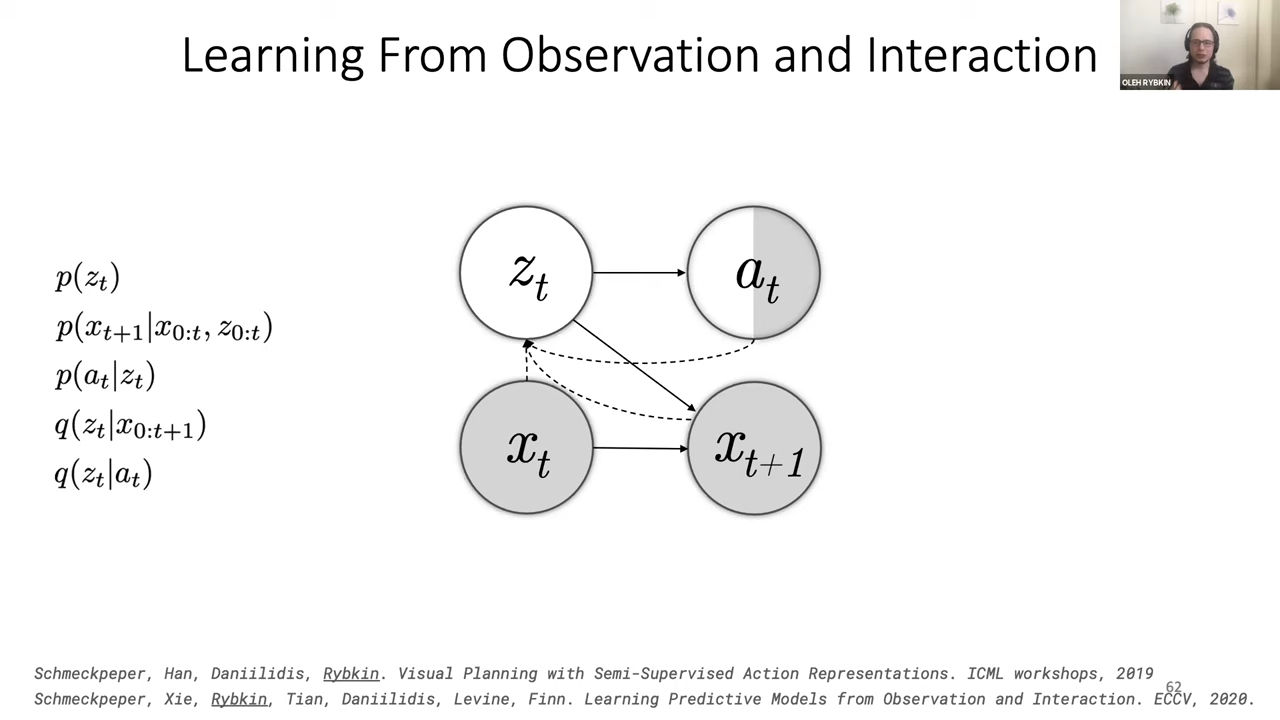 Learning From Observation and Interaction
OLEH RYBKIN
p(z_t)
p(x_{t+1}|x_{0:t}, z_{0:t})
p(a_t|z_t)
q(z_t|x_{0:t+1})
q(z_t|a_t)
z_t
a_t
x_t
x_{t+1}
Schmeckpeper, Han, Daniilidis, Rybkin. Visual Planning with Semi-Supervised Action Representations. ICML workshops, 2019
62
Schmeckpeper, Xie, Rybkin, Tian, Daniilidis, Levine, Finn. Learning Predictive Models from Observation and Interaction. ECCV, 2020.